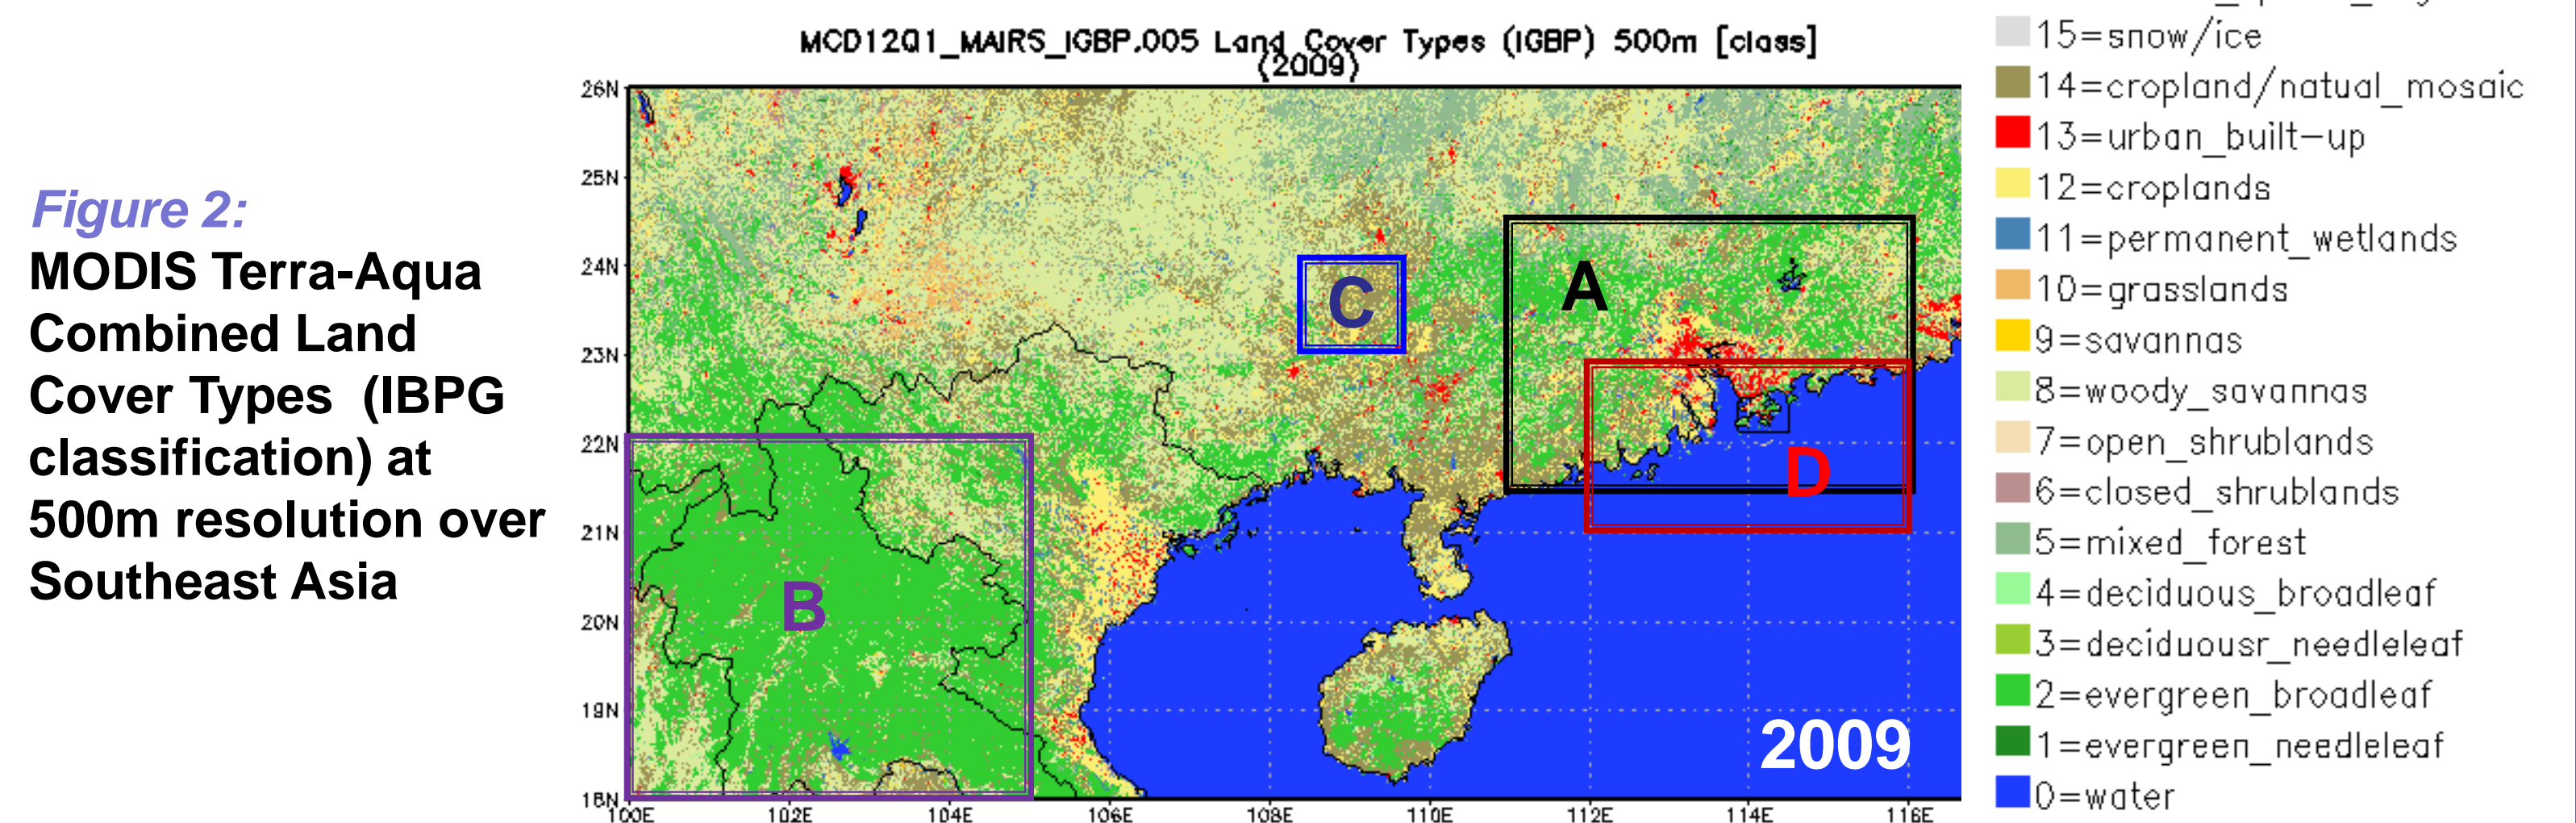 MCD12Q1_MAIRS_IGBP.005 Land Cover Types (IGBP) 500m [class]
(2009)
Figure 2:
MODIS Terra-Aqua
Combined Land
Cover Types (IBPG
classification) at
500m resolution over
Southeast Asia
26N
25N
24N
23N
22N
21N
20N
19N
18N
100E
102E
104E
106E
108E
110E
112E
114E
116E
A
B
C
D
2009
15=snow/ice
14=cropland/natual_mosaic
13=urban_built-up
12=croplands
11=permanent_wetlands
10=grasslands
9=savannas
8=woody_savannas
7=open_shrublands
6=closed_shrublands
5=mixed_forest
4=deciduous_broadleaf
3=deciduousr_needleleaf
2=evergreen_broadleaf
1=evergreen_needleleaf
0=water